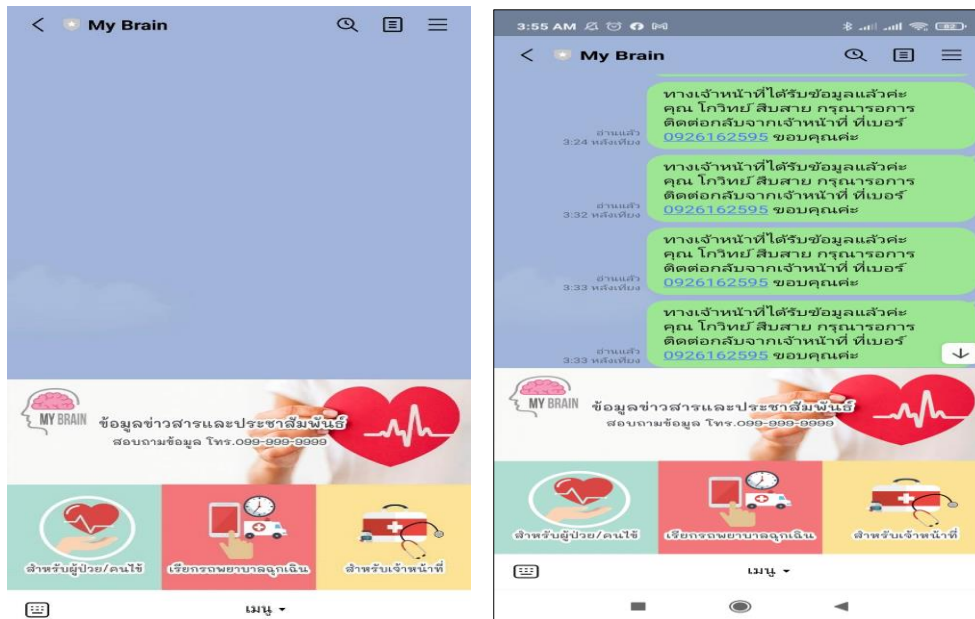 My Brain
MY BRAIN
ข้อมูลข่าวสารและประชาสัมพันธ์
สอบถามข้อมูล โทร.099-999-9999
สำหรับผู้ป่วย/คนไข้
เรียกรถพยาบาลฉุกเฉิน
สำหรับเจ้าหน้าที่
เมนู
3:55 AM
82
My Brain
ทางเจ้าหน้าที่ได้รับข้อมูลแล้วค่ะ
คุณ โกวิทย์ สืบสาย กรุณารอการ
ติดต่อกลับจากเจ้าหน้าที่ ที่เบอร์
0926162595 ขอบคุณค่ะ
อ่านแล้ว
3:24 หลังเที่ยง
ทางเจ้าหน้าที่ได้รับข้อมูลแล้วค่ะ
คุณ โกวิทย์ สืบสาย กรุณารอการ
ติดต่อกลับจากเจ้าหน้าที่ ที่เบอร์
0926162595 ขอบคุณค่ะ
อ่านแล้ว
3:32 หลังเที่ยง
ทางเจ้าหน้าที่ได้รับข้อมูลแล้วค่ะ
คุณ โกวิทย์ สืบสาย กรุณารอการ
ติดต่อกลับจากเจ้าหน้าที่ ที่เบอร์
0926162595 ขอบคุณค่ะ
อ่านแล้ว
3:33 หลังเที่ยง
ทางเจ้าหน้าที่ได้รับข้อมูลแล้วค่ะ
คุณ โกวิทย์ สืบสาย กรุณารอการ
ติดต่อกลับจากเจ้าหน้าที่ ที่เบอร์
0926162595 ขอบคุณค่ะ
อ่านแล้ว
3:33 หลังเที่ยง
MY BRAIN
ข้อมูลข่าวสารและประชาสัมพันธ์
สอบถามข้อมูล โทร.099-999-9999
สำหรับผู้ป่วย/คนไข้
เรียกรถพยาบาลฉุกเฉิน
สำหรับเจ้าหน้าที่
เมนู